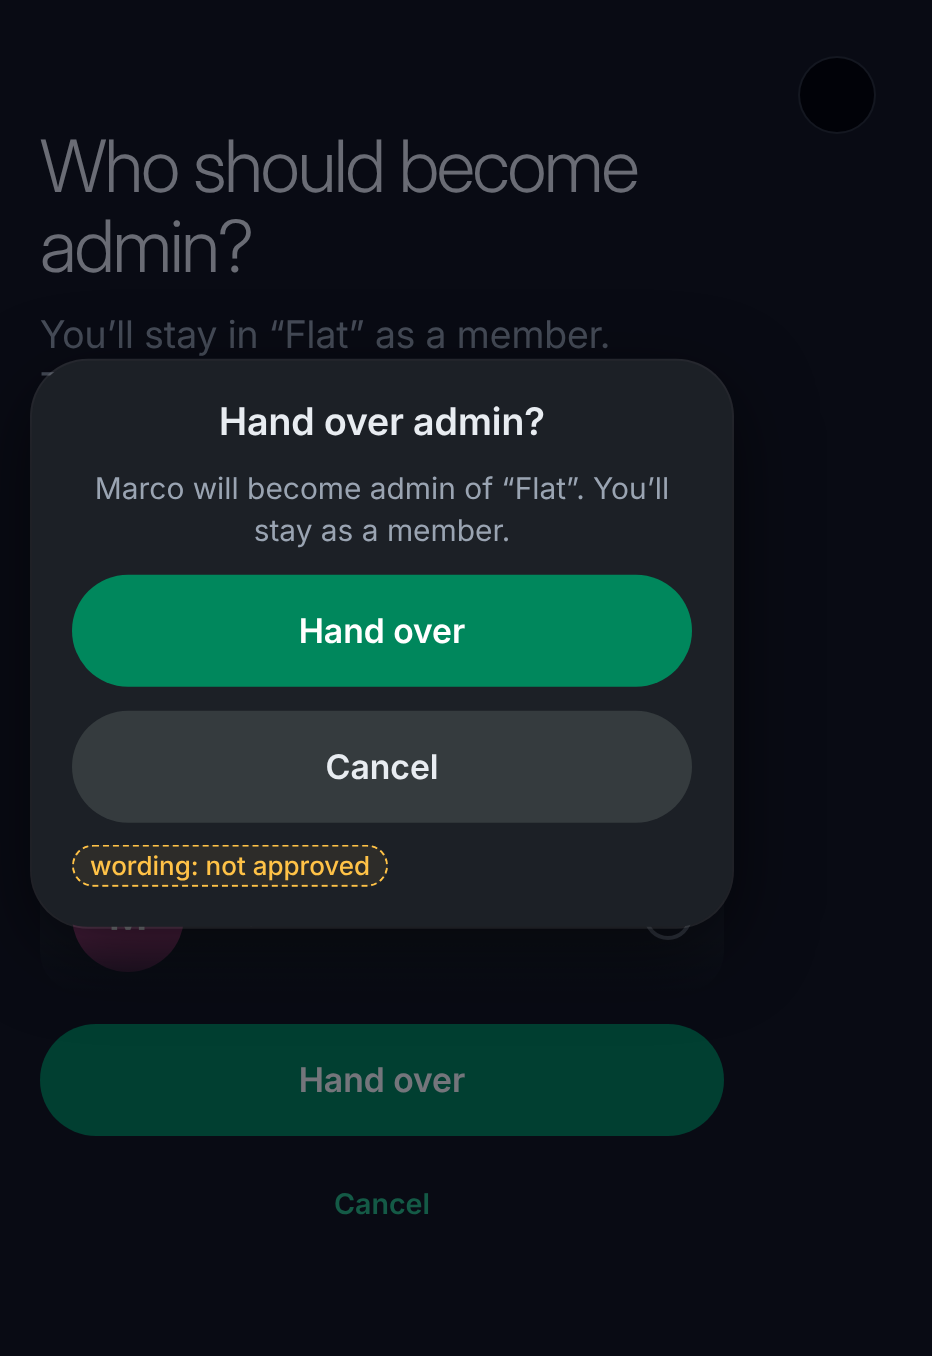 Who should become
admin?
You’ll stay in “Flat” as a member.
Hand over admin?
Marco will become admin of “Flat”. You’ll
stay as a member.
Hand over
Cancel
wording: not approved
Hand over
Cancel